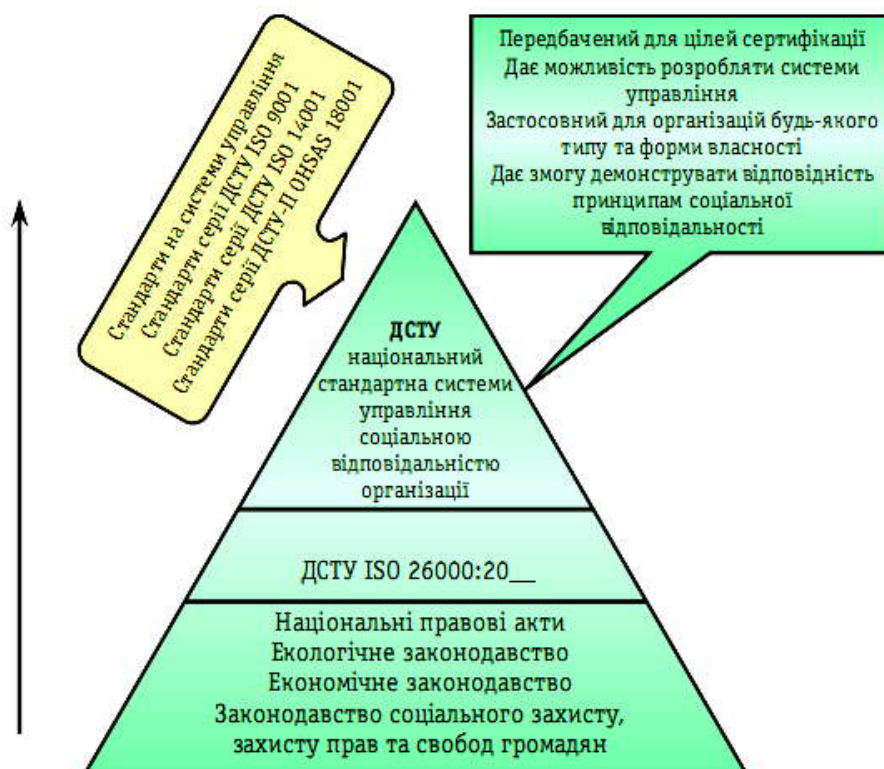 Стандарти на системи управління
Стандарти серії ДСТУ ISO 9001
Стандарти серії ДСТУ ISO 14001
Стандарти серії ДСТУ-П OHSAS 18001
Передбачений для цілей сертифікації
Дає можливість розробляти системи
управління
Застосовний для організацій будь-якого
типу та форми власності
Дає змогу демонструвати відповідність
принципам соціальної
відповідальності
ДСТУ
національний
стандартна системи
управління
соціальною
відповідальністю
організації
ДСТУ ISO 26000:20__
Національні правові акти
Екологічне законодавство
Економічне законодавство
Законодавство соціального захисту,
захисту прав та свобод громадян